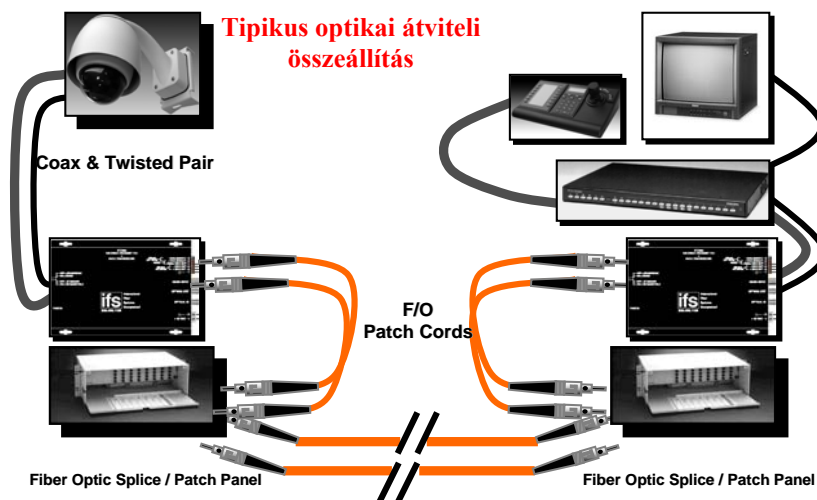 Tipikus optikai átviteli
összeállítás
Coax & Twisted Pair
ifs
ifs
F/O
Patch Cords
Fiber Optic Splice / Patch Panel
Fiber Optic Splice / Patch Panel